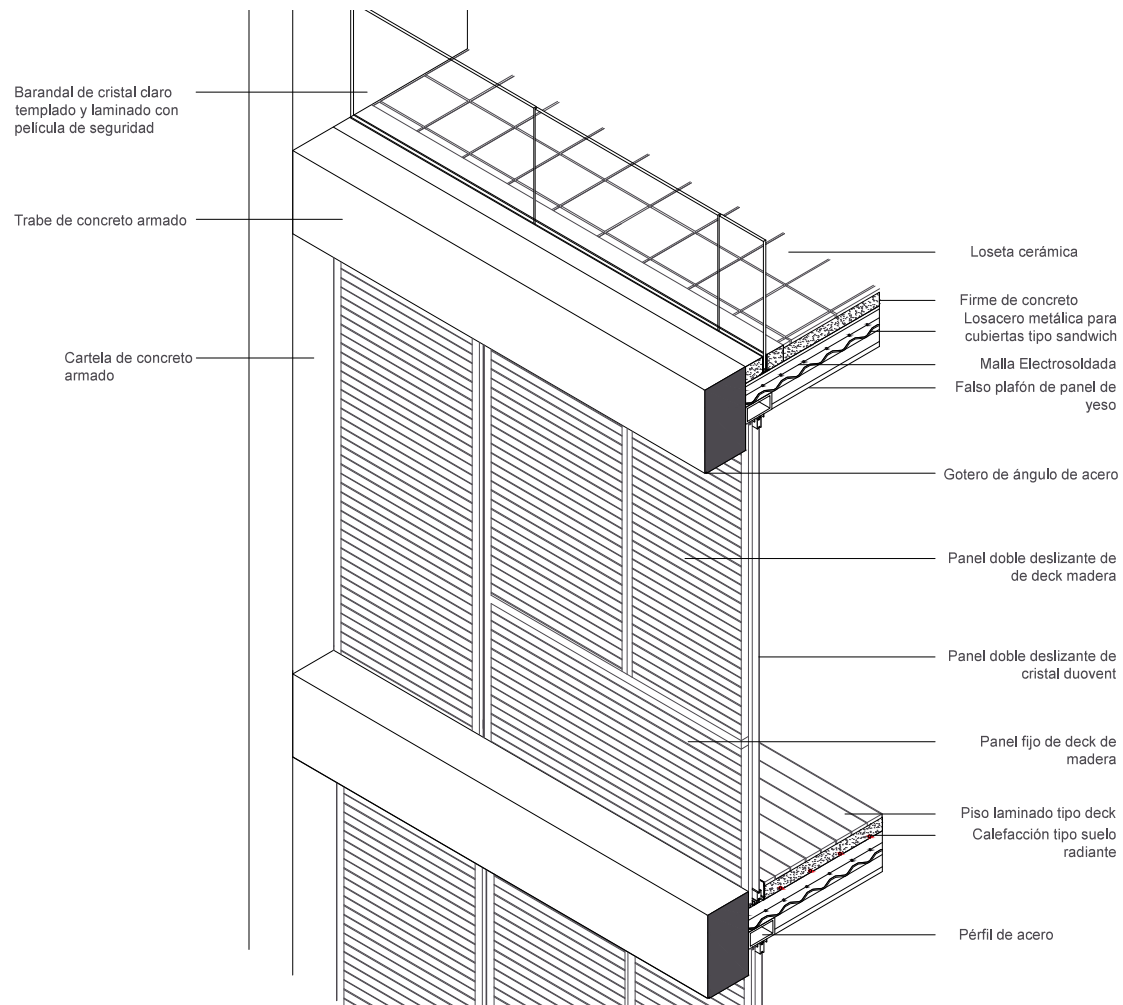 Barandal de cristal claro
templado y laminado con
película de seguridad
Trabe de concreto armado
Cartela de concreto
armado
Loseta cerámica
Firme de concreto
Losacero metálica para
cubiertas tipo sandwich
Malla Electrosoldada
Falso plafón de panel de
yeso
Gotero de ángulo de acero
Panel doble deslizante de
de deck madera
Panel doble deslizante de
cristal duovent
Panel fijo de deck de
madera
Piso laminado tipo deck
Calefacción tipo suelo
radiante
Pérfil de acero